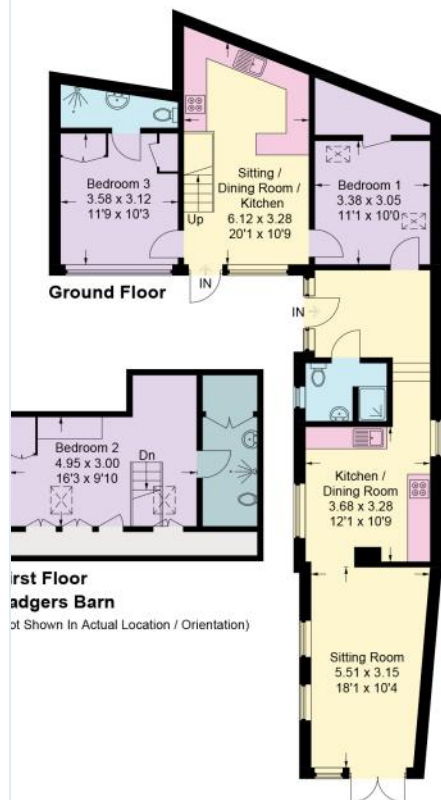 Sitting /
Dining Room /
Kitchen
6.12 x 3.28
20'1 x 10'9
Bedroom 3
3.58 x 3.12
11'9 x 10'3
Bedroom 1
3.38 x 3.05
11'1 x 10'0
Up
IN
Ground Floor
IN
Bedroom 2
4.95 x 3.00
16'3 x 9'10
Dn
Kitchen /
Dining Room
3.68 x 3.28
12'1 x 10'9
irst Floor
adgers Barn
ot Shown In Actual Location / Orientation)
Sitting Room
5.51 x 3.15
18'1 x 10'4